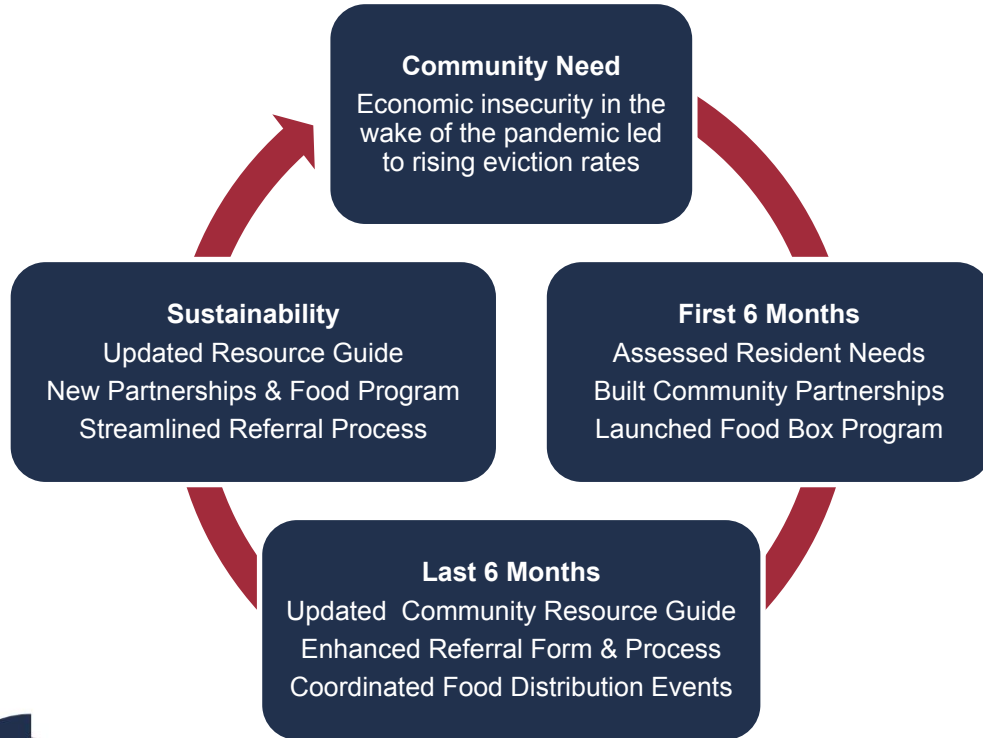 Community Need
Economic insecurity in the
wake of the pandemic led
to rising eviction rates
First 6 Months
Assessed Resident Needs
Built Community Partnerships
Launched Food Box Program
Last 6 Months
Updated  Community Resource Guide
Enhanced Referral Form & Process
Coordinated Food Distribution Events
Sustainability
Updated Resource Guide
New Partnerships & Food Program
Streamlined Referral Process